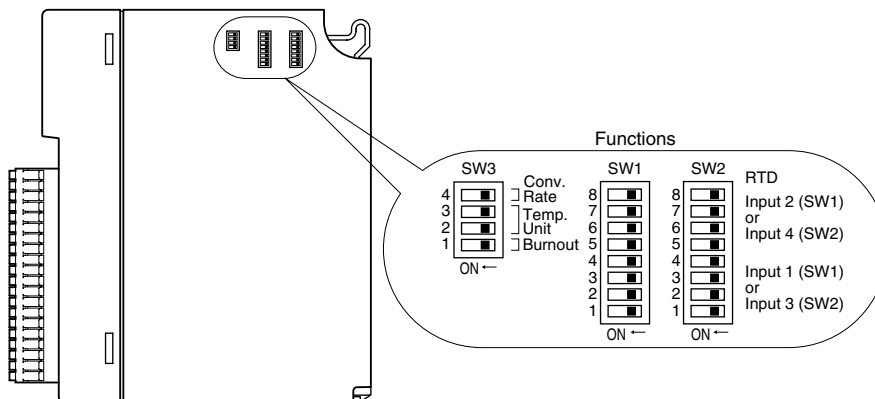 Functions
SW3
4
3
2
1
Conv.
Rate
Temp.
Unit
Burnout
ON ←
SW1
8
7
6
5
4
3
2
1
ON ←
SW2
8
7
6
5
4
3
2
1
ON ←
RTD
Input 2 (SW1)
or
Input 4 (SW2)
Input 1 (SW1)
or
Input 3 (SW2)